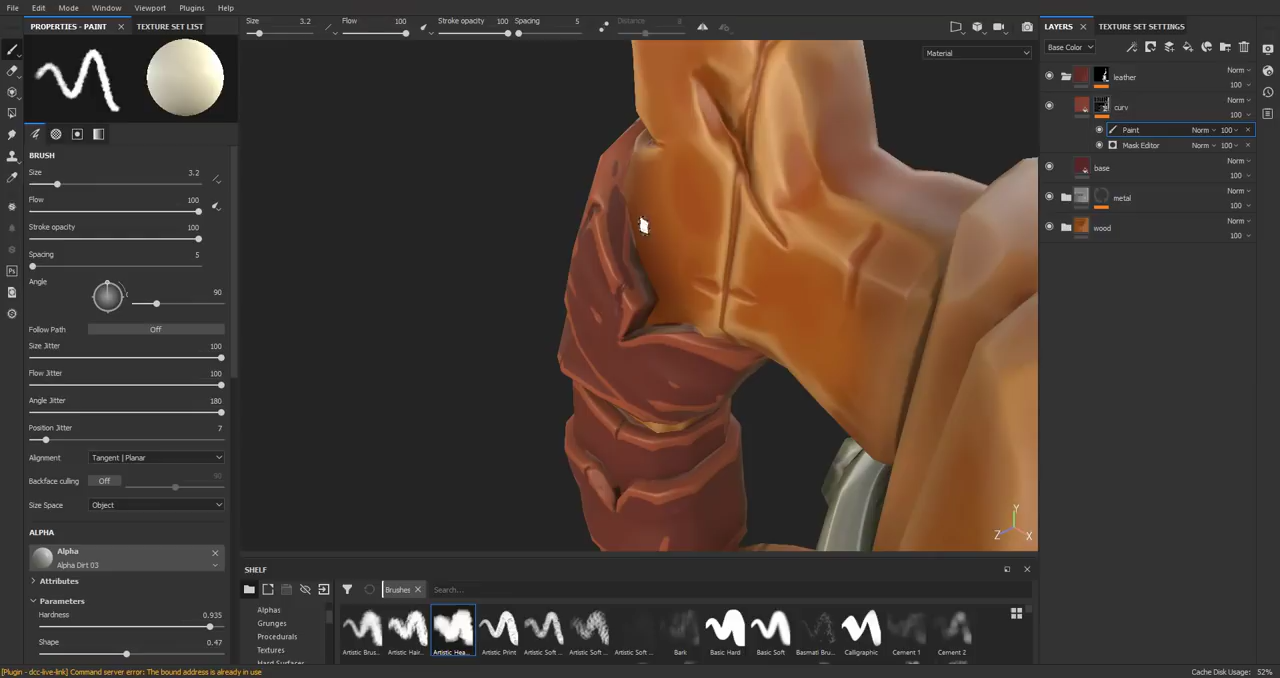 File Edit Mode Window Viewport Plugins Help
PROPERTIES - PAINT TEXTURE SET LIST
Size 3.2 Flow 100 Stroke opacity 100 Spacing 5 Distance 8
LAYERS TEXTURE SET SETTINGS
Material
Base Color
leather Norm 100
curv Norm 100
Paint Norm 100
Mask Editor Norm 100
base Norm 100
metal Norm 100
wood Norm 100
BRUSH
Size 3.2
Flow 100
Stroke opacity 100
Spacing 5
Angle
90
Follow Path Off
Size Jitter 100
Flow Jitter 100
Angle Jitter 180
Position Jitter 7
Alignment Tangent | Planar
Backface culling Off 90
Size Space Object
ALPHA
Alpha
Alpha Dirt 03
Attributes
Parameters
Hardness 0.935
Shape 0.47
Y
Z X
SHELF
Brushes Search...
Alphas
Grunges
Procedurals
Textures
Hard Surfaces
Artistic Brus... Artistic Hair... Artistic Hea... Artistic Print Artistic Soft ... Artistic Soft ... Artistic Soft ... Bark Basic Hard Basic Soft Basmati Bru... Calligraphic Cement 1 Cement 2
[Plugin - dcc-live-link] Command server error: The bound address is already in use
Cache Disk Usage: 52%